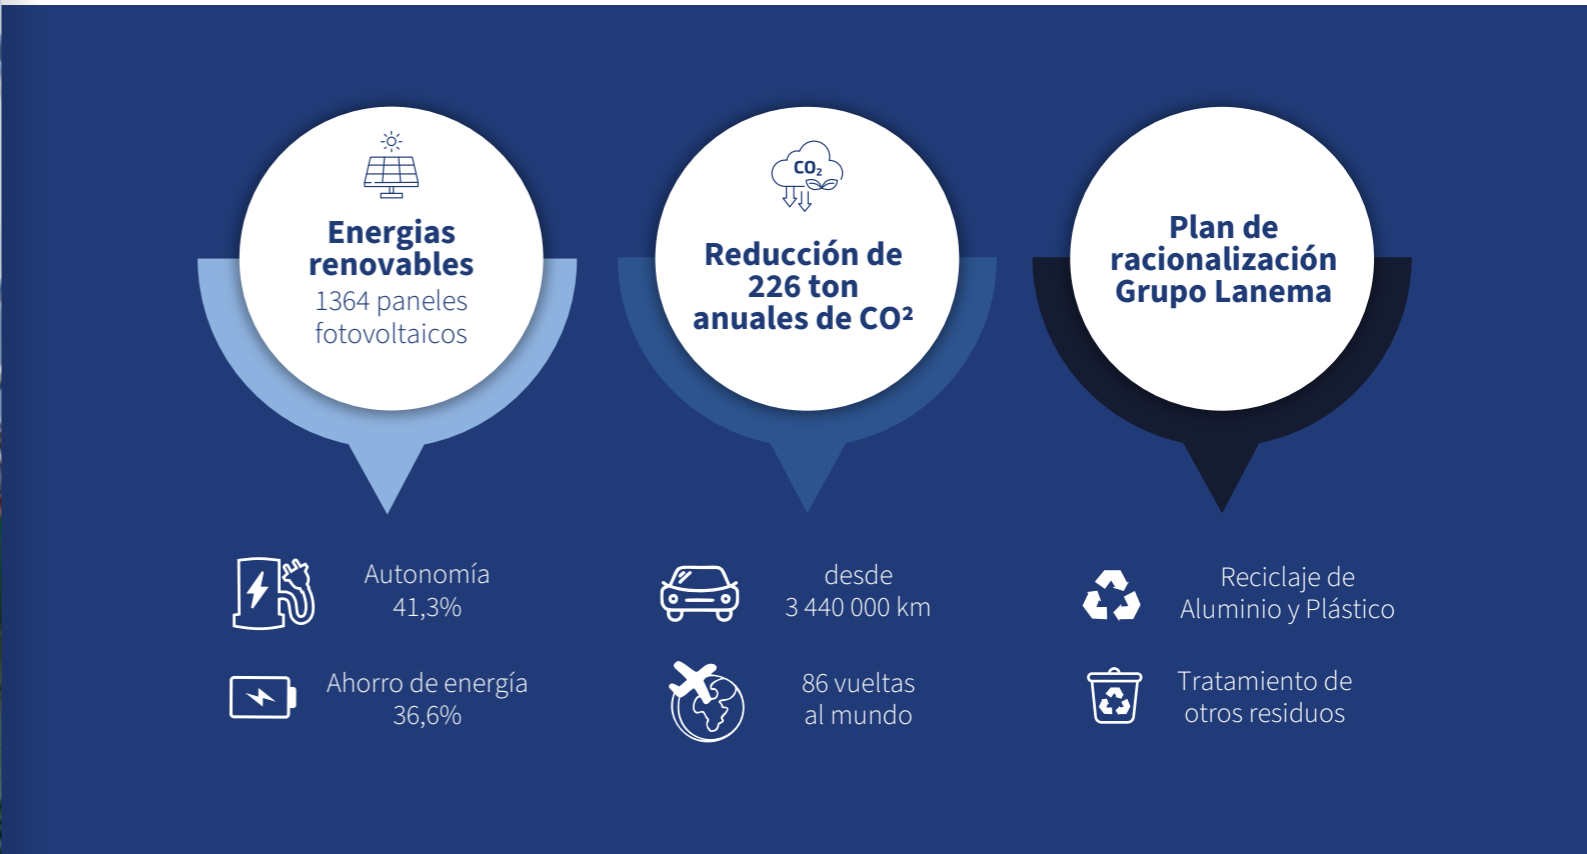 Energias
renovables
1364 paneles
fotovoltaicos
Autonomía
41,3%
Ahorro de energía
36,6%
CO₂
Reducción de
226 ton
anuales de CO²
desde
3 440 000 km
86 vueltas
al mundo
Plan de
racionalización
Grupo Lanema
Reciclaje de
Aluminio y Plástico
Tratamiento de
otros residuos